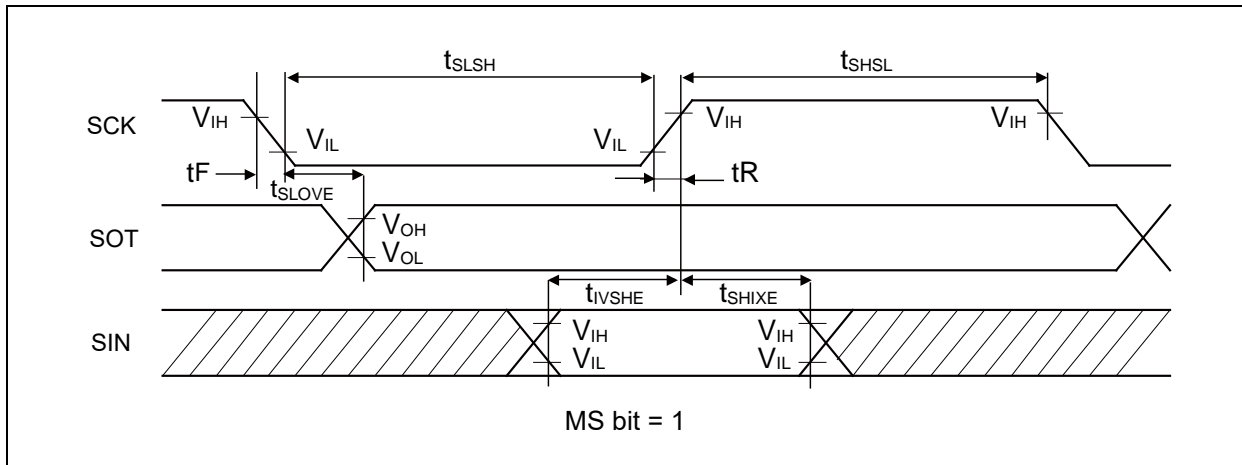 tSLSH
tSHSL
SCK
VIH
VIL
VIL
VIH
VIH
tF
tSLOVE
tR
SOT
VOH
VOL
tIVSHE
tSHIXE
SIN
VIH
VIL
VIH
VIL
MS bit = 1